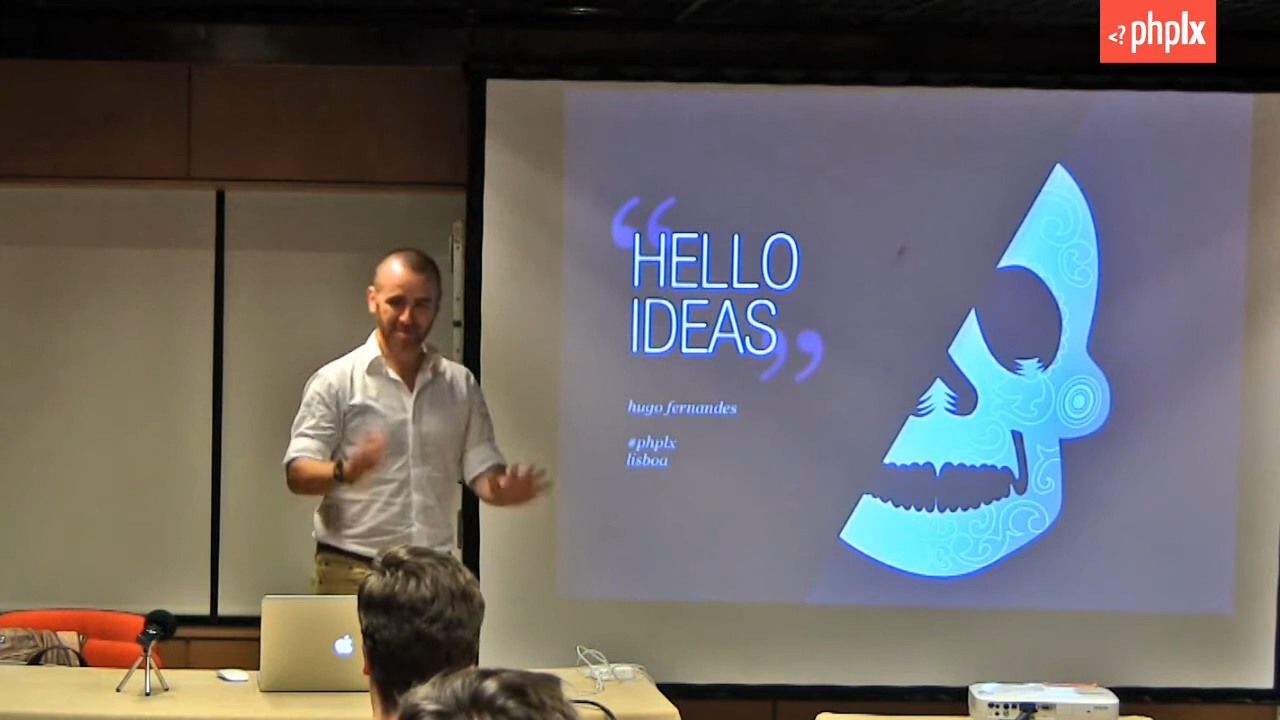 <? phplx
“HELLO
IDEAS”
hugo fernandes
#phplx
lisboa